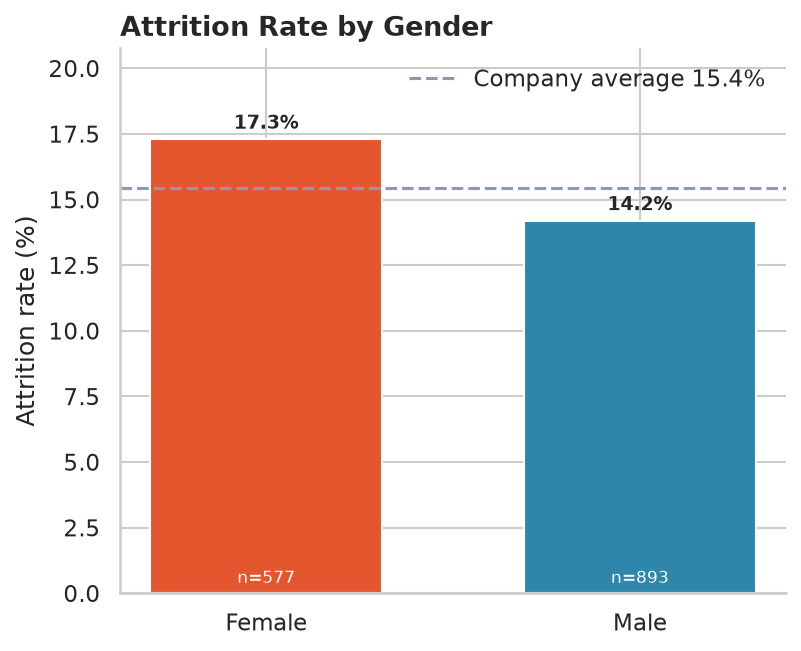 Attrition Rate by Gender
Company average 15.4%
Attrition rate (%)
20.0
17.5
15.0
12.5
10.0
7.5
5.0
2.5
0.0
17.3%
14.2%
n=577
n=893
Female
Male